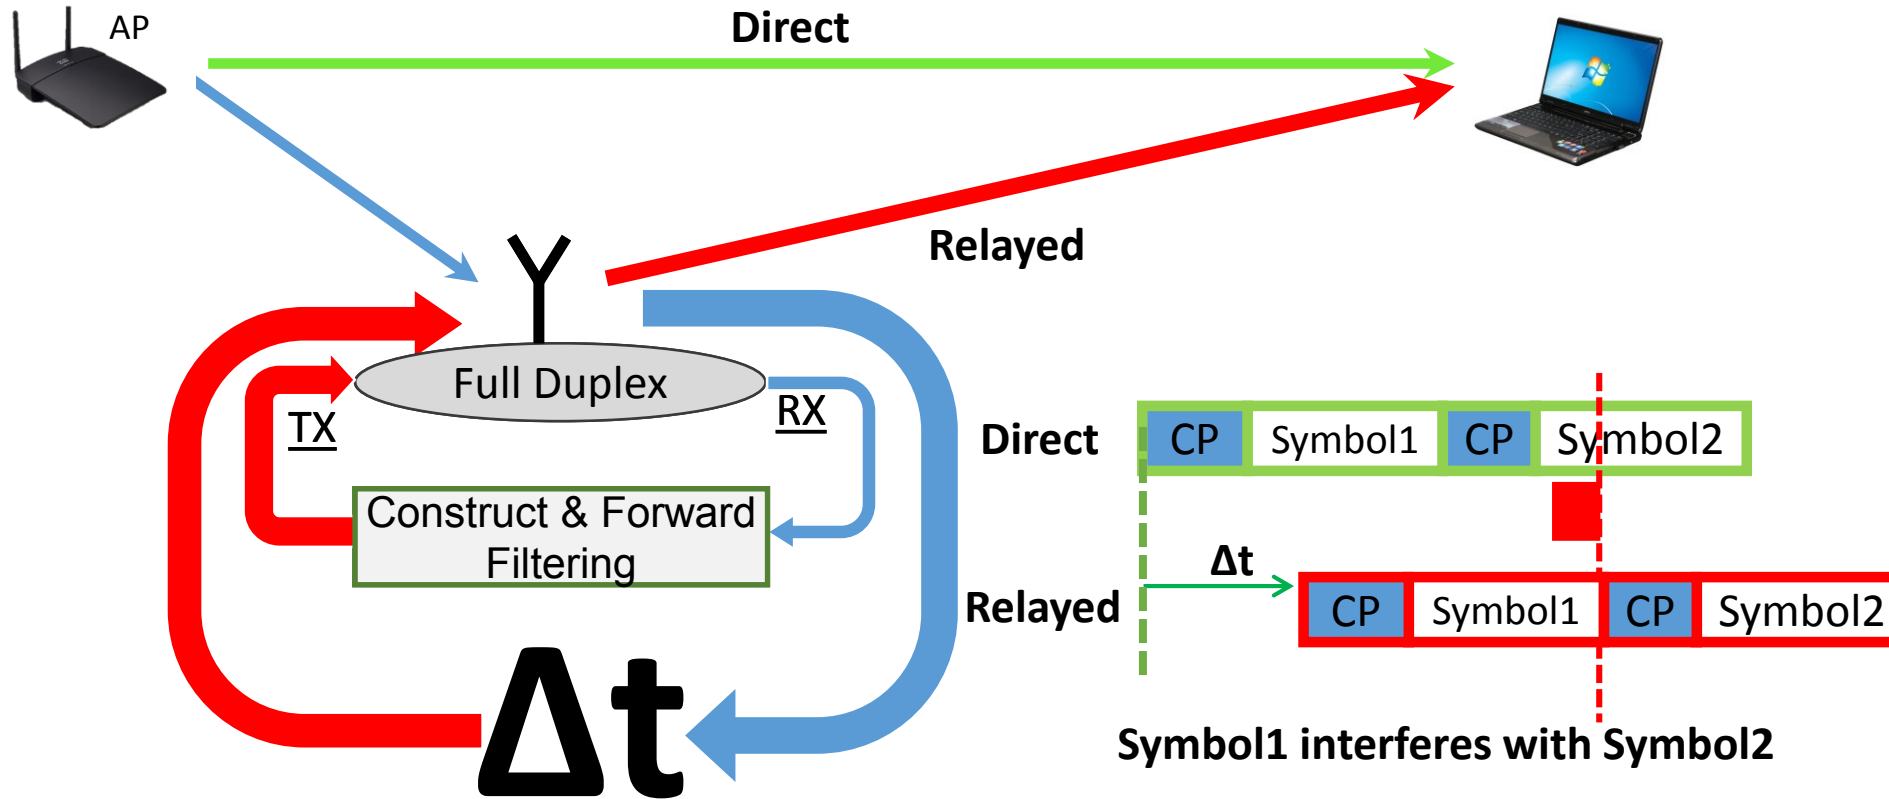 AP
Direct
Relayed
Full Duplex
TX
RX
Construct & Forward
Filtering
Δt
Direct
CP
Symbol1
CP
Symbol2
Δt
Relayed
CP
Symbol1
CP
Symbol2
Symbol1 interferes with Symbol2